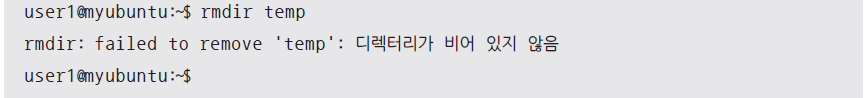 user1@myubuntu:~$ rmdir temp
rmdir: failed to remove 'temp': 디렉터리가 비어 있지 않음
user1@myubuntu:~$